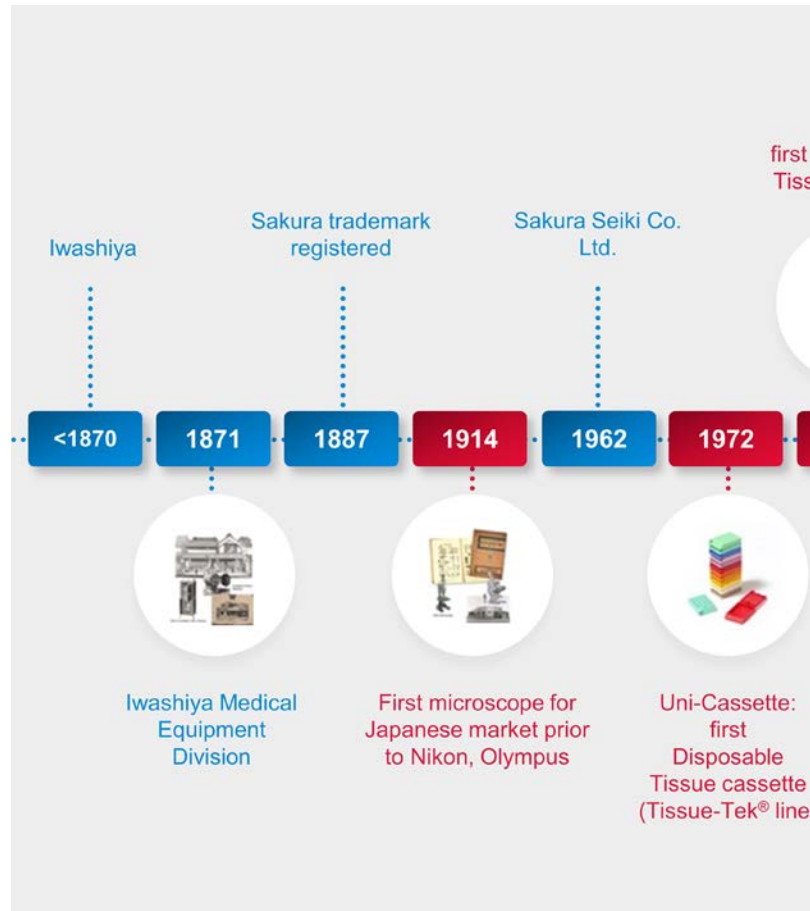 first
Iwashiya
Sakura trademark
registered
Sakura Seiki Co.
Ltd.
<1870
1871
1887
1914
1962
1972
Iwashiya Medical
Equipment
Division
First microscope for
Japanese market prior
to Nikon, Olympus
Uni-Cassette:
first
Disposable
Tissue cassette
(Tissue-Tek® line